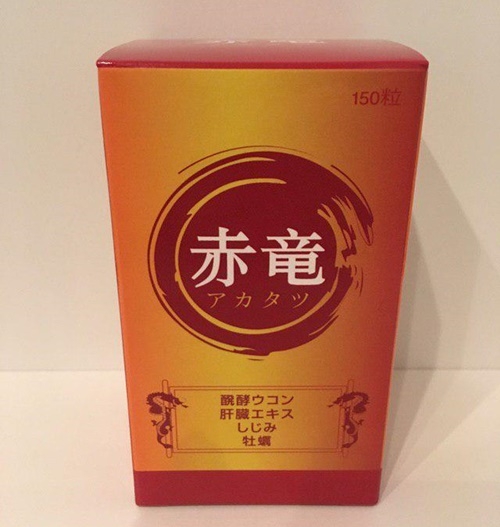 150粒
赤竜
アカタツ
醗酵ウコン
肝臓エキス
しじみ
牡蠣